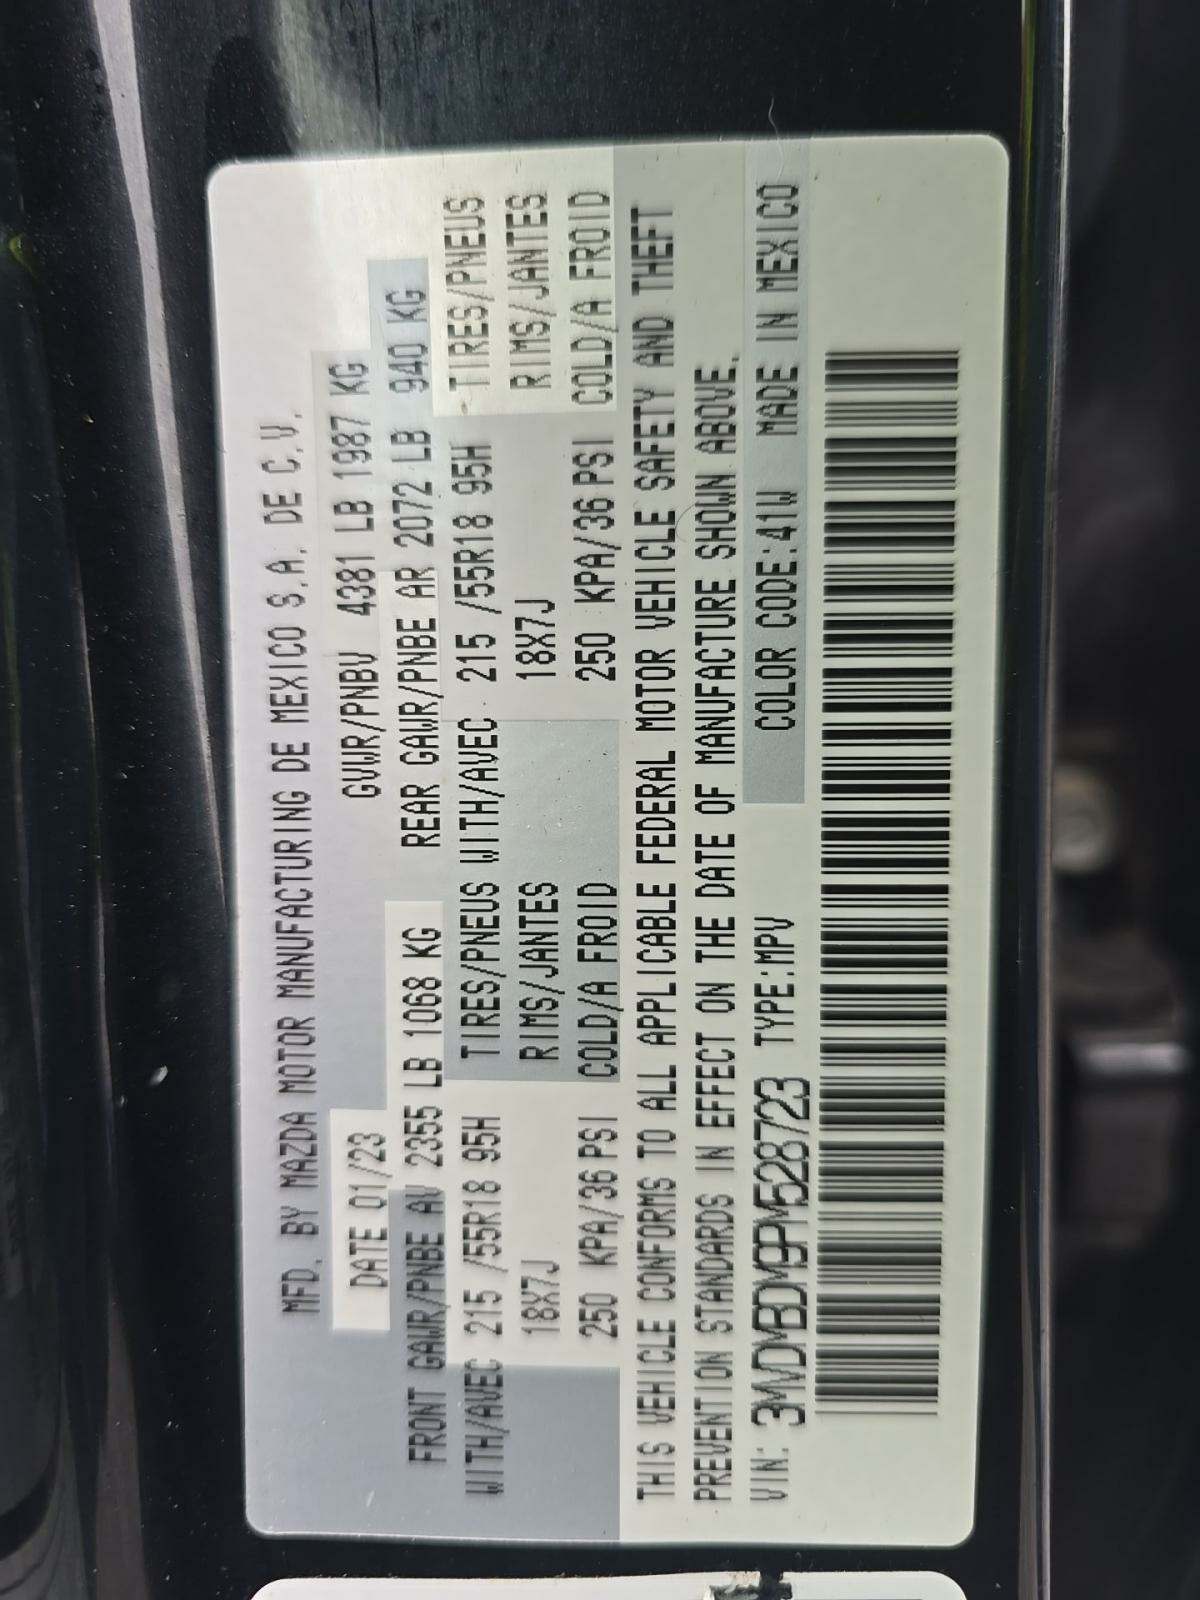 MFD. BY MAZDA MOTOR MANUFACTURING DE MEXICO S.A. DE C.V.
DATE 01/23 GVWR/PNBV 4381 LB 1987 KG
FRONT GAWR/PNBE AV 2355 LB 1068 KG REAR GAWR/PNBE AR 2072 LB 940 KG
WITH/AVEC 215 /55R18 95H TIRES/PNEUS WITH/AVEC 215 /55R18 95H TIRES/PNEUS
18X7J RIMS/JANTES 18X7J RIMS/JANTES
250 KPA/36 PSI COLD/A FROID 250 KPA/36 PSI COLD/A FROID
THIS VEHICLE CONFORMS TO ALL APPLICABLE FEDERAL MOTOR VEHICLE SAFETY AND THEFT
PREVENTION STANDARDS IN EFFECT ON THE DATE OF MANUFACTURE SHOWN ABOVE.
VIN: 3MVDMBDM9PM528723 TYPE:MPV COLOR CODE:41W MADE IN MEXICO